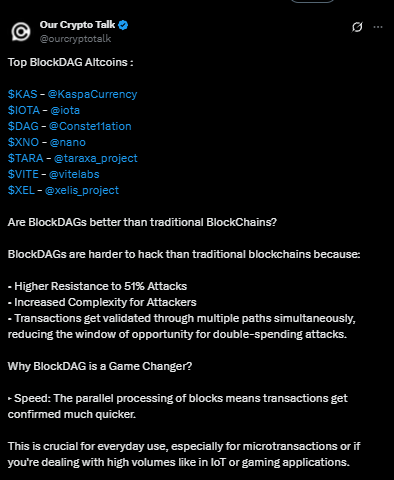 Our Crypto Talk
@ourcryptotalk
Top BlockDAG Altcoins :
$KAS - @KaspaCurrency
$IOTA - @iota
$DAG - @Conste11ation
$XNO - @nano
$TARA - @taraxa_project
$VITE - @vitelabs
$XEL - @xelis_project
Are BlockDAGs better than traditional BlockChains?
BlockDAGs are harder to hack than traditional blockchains because:
- Higher Resistance to 51% Attacks
- Increased Complexity for Attackers
- Transactions get validated through multiple paths simultaneously,
reducing the window of opportunity for double-spending attacks.
Why BlockDAG is a Game Changer?
‣ Speed: The parallel processing of blocks means transactions get
confirmed much quicker.
This is crucial for everyday use, especially for microtransactions or if
you're dealing with high volumes like in IoT or gaming applications.